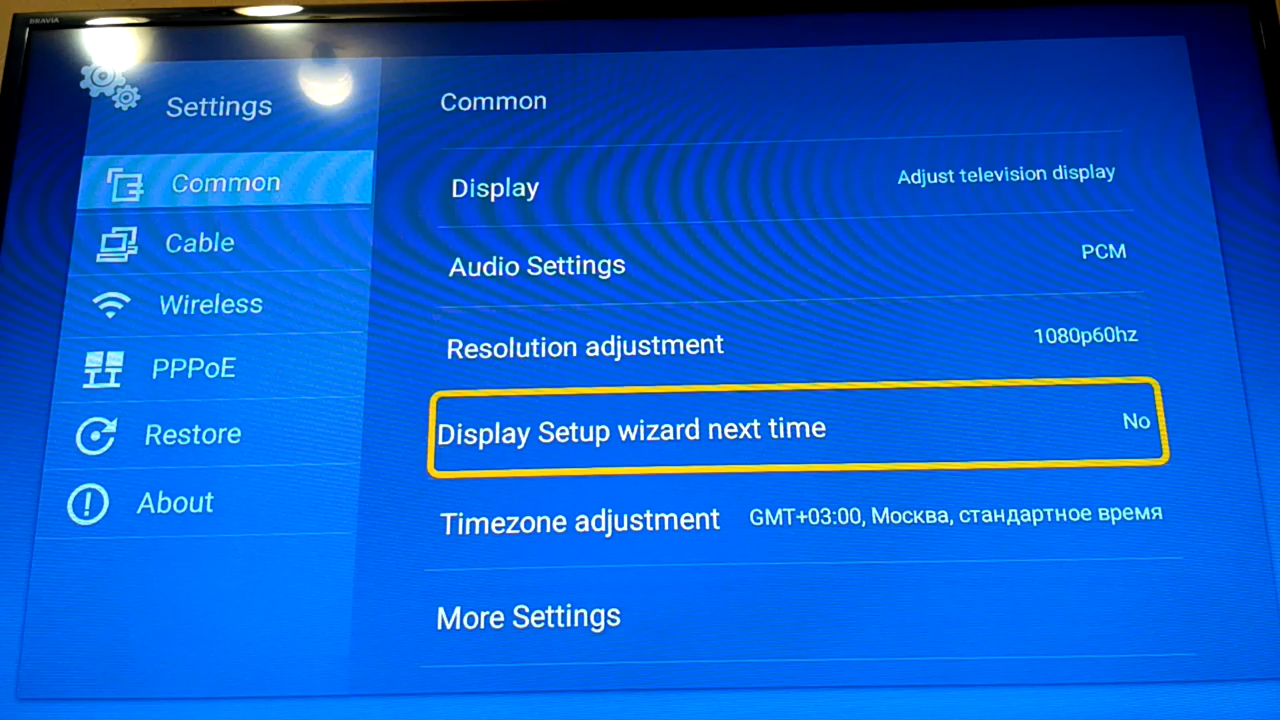 BRAVIA
Settings
Common
Cable
Wireless
PPPoE
Restore
About
Common
Display Adjust television display
Audio Settings PCM
Resolution adjustment 1080p60hz
Display Setup wizard next time No
Timezone adjustment GMT+03:00, Москва, стандартное время
More Settings